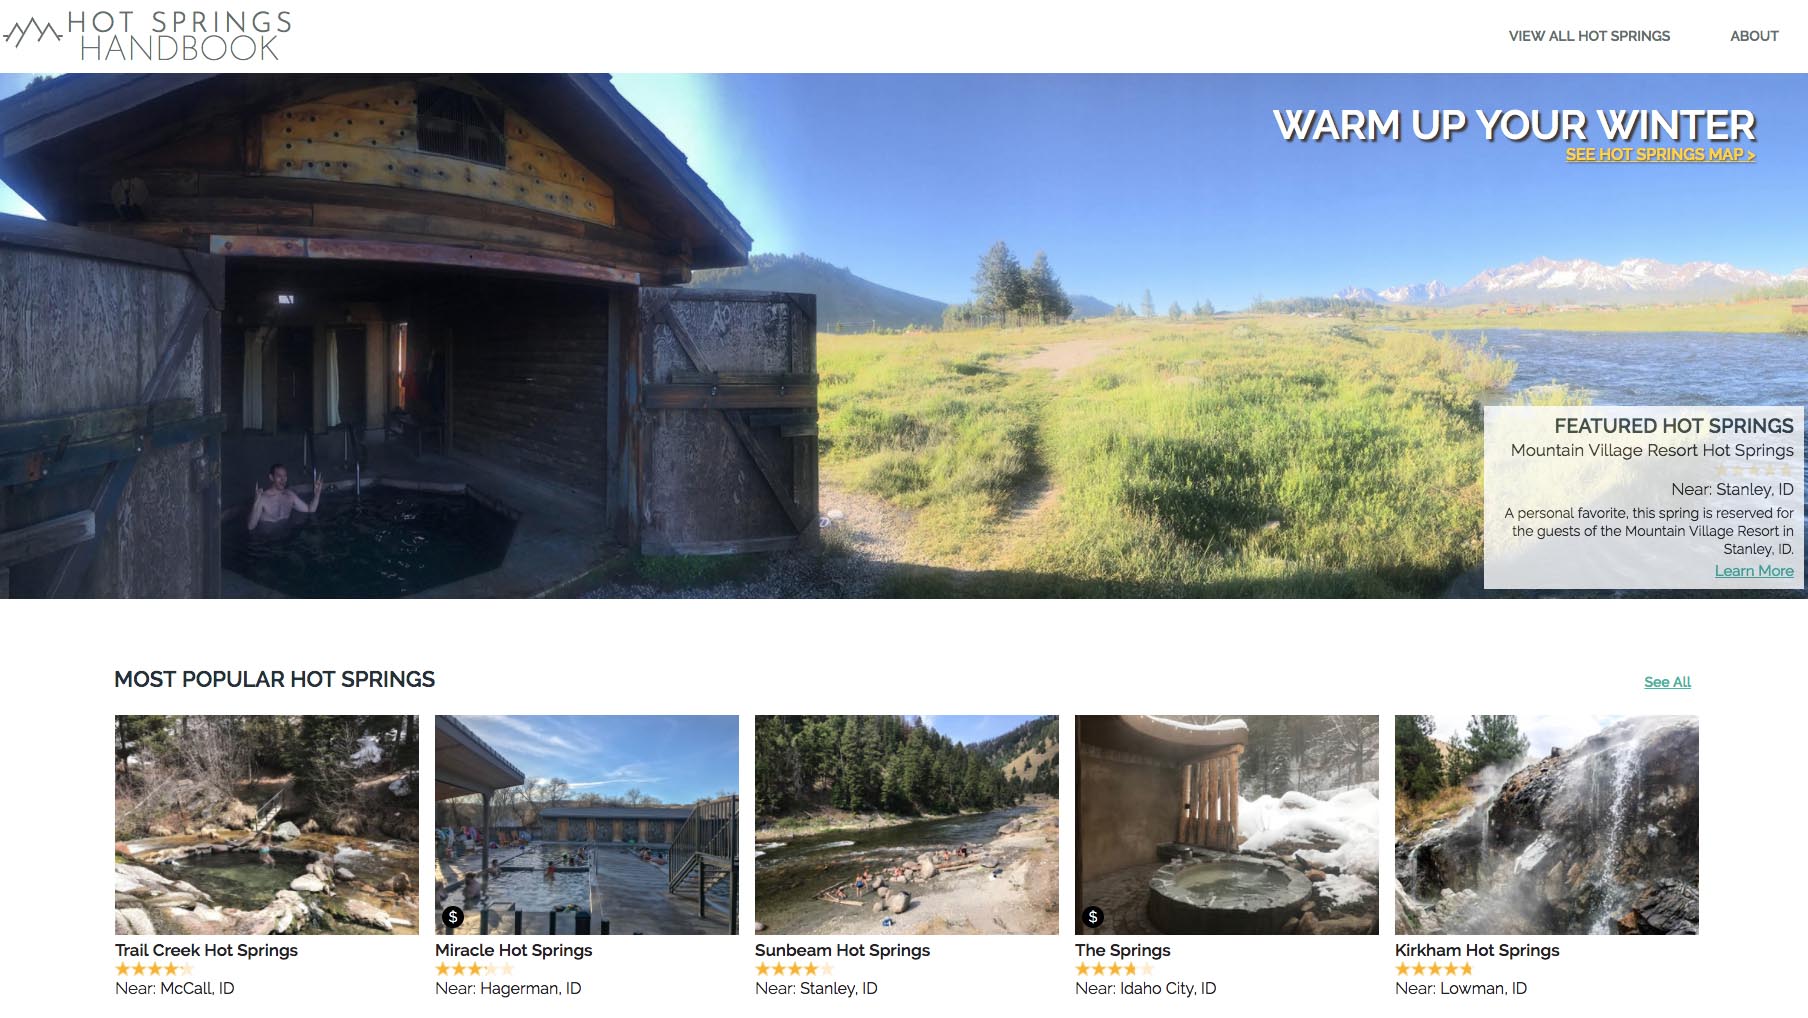 HOT SPRINGS
HANDBOOK
VIEW ALL HOT SPRINGS
ABOUT
WARM UP YOUR WINTER
SEE HOT SPRINGS MAP >
FEATURED HOT SPRINGS
Mountain Village Resort Hot Springs
Near: Stanley, ID
A personal favorite, this spring is reserved for
the guests of the Mountain Village Resort in
Stanley, ID.
Learn More
MOST POPULAR HOT SPRINGS
See All
$
$
Trail Creek Hot Springs
Near: McCall, ID
Miracle Hot Springs
Near: Hagerman, ID
Sunbeam Hot Springs
Near: Stanley, ID
The Springs
Near: Idaho City, ID
Kirkham Hot Springs
Near: Lowman, ID